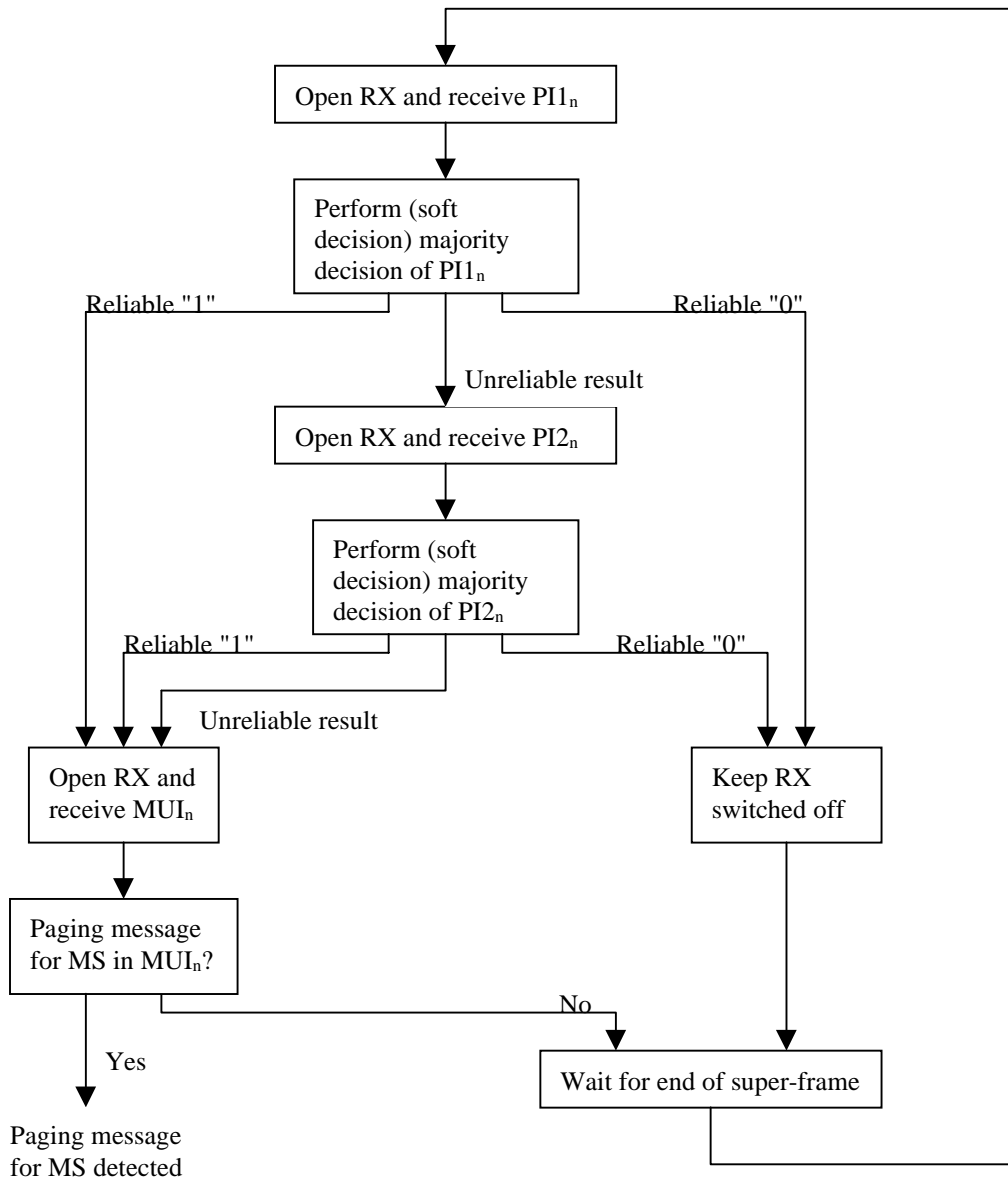 Open RX and receive PI1ₙ
Perform (soft
decision) majority
decision of PI1ₙ
Reliable "1"
Reliable "0"
Unreliable result
Open RX and receive PI2ₙ
Perform (soft
decision) majority
decision of PI2ₙ
Reliable "1"
Reliable "0"
Unreliable result
Open RX and
receive MUIₙ
Keep RX
switched off
Paging message
for MS in MUIₙ?
No
Yes
Wait for end of super-frame
Paging message
for MS detected